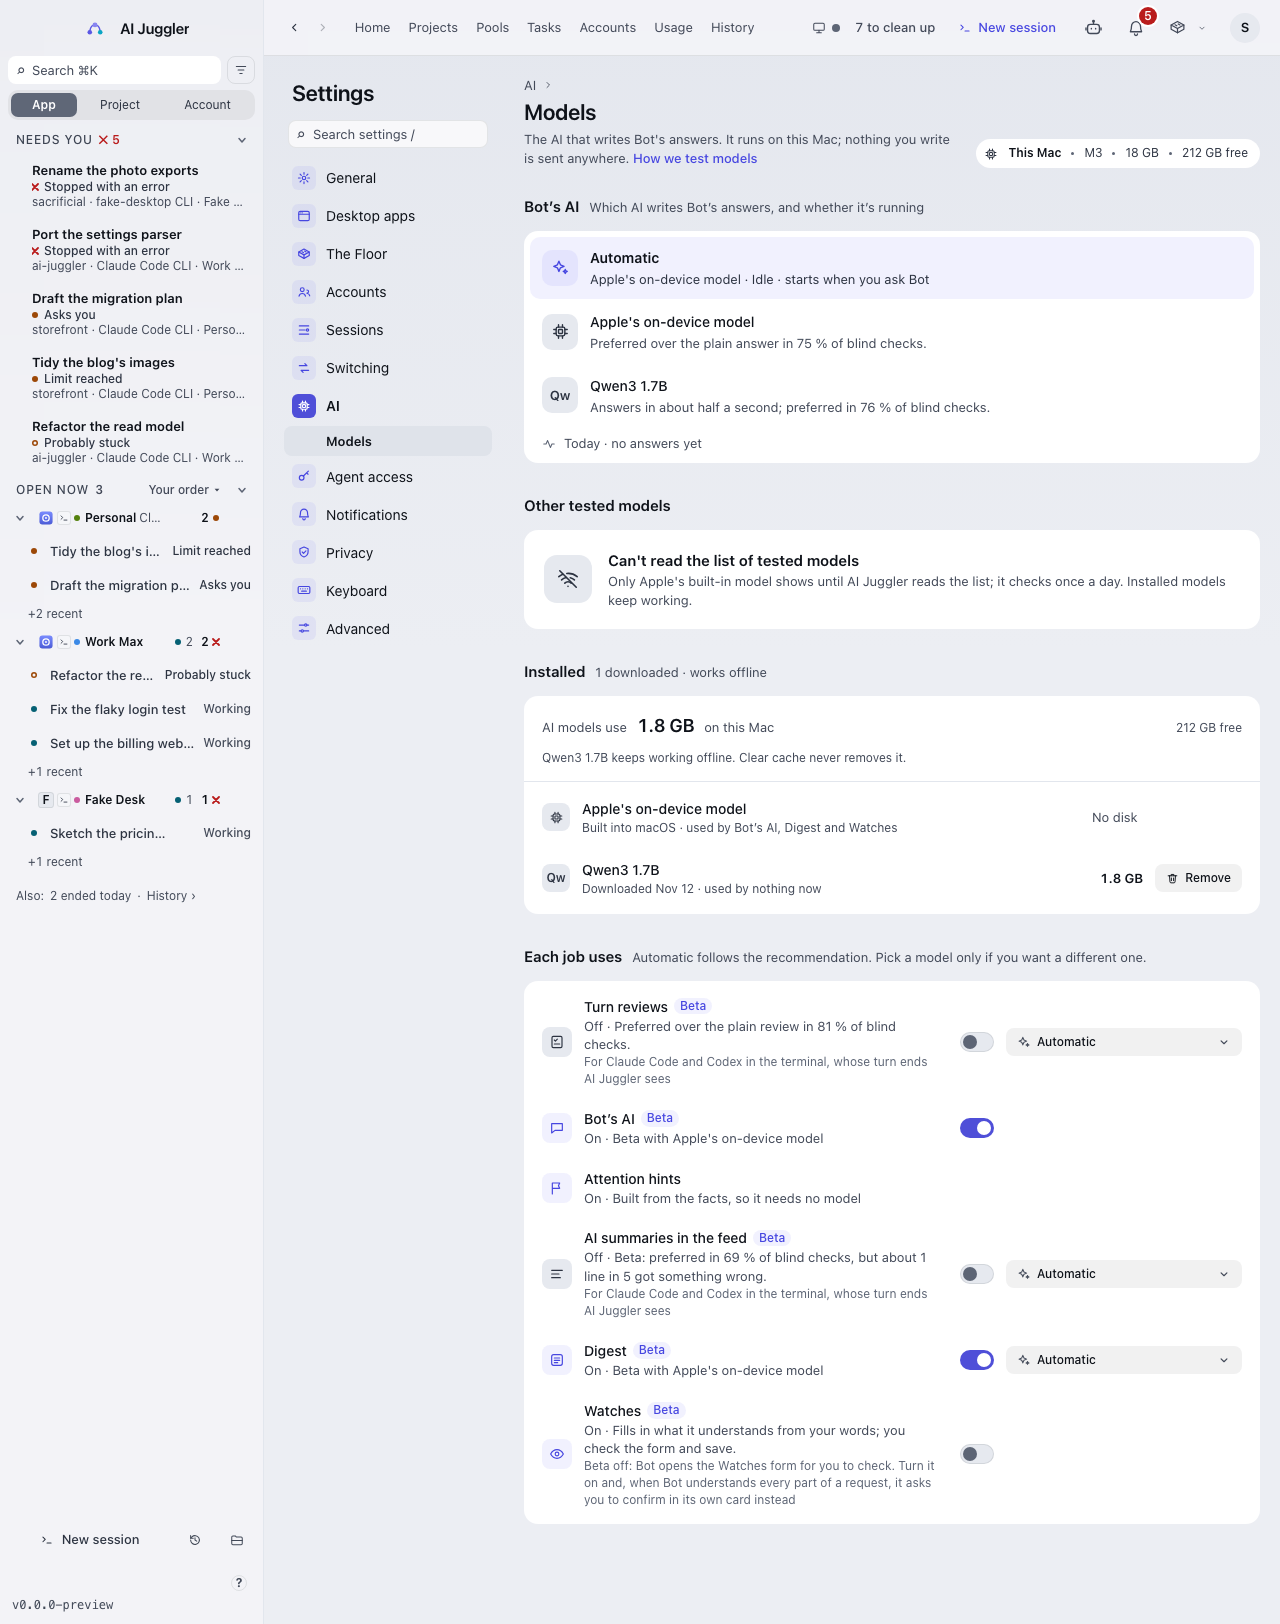 AI Juggler
Search ⌘K
App Project Account
NEEDS YOU 5
Rename the photo exports
Stopped with an error
sacrificial · fake-desktop CLI · Fake ...
Port the settings parser
Stopped with an error
ai-juggler · Claude Code CLI · Work ...
Draft the migration plan
Asks you
storefront · Claude Code CLI · Perso...
Tidy the blog's images
Limit reached
storefront · Claude Code CLI · Perso...
Refactor the read model
Probably stuck
ai-juggler · Claude Code CLI · Work ...
OPEN NOW 3 Your order
Personal Cl... 2
Tidy the blog's i... Limit reached
Draft the migration p... Asks you
+2 recent
Work Max 2 2
Refactor the re... Probably stuck
Fix the flaky login test Working
Set up the billing web... Working
+1 recent
F Fake Desk 1 1
Sketch the pricin... Working
+1 recent
Also: 2 ended today · History ›
New session
?
v0.0.0-preview
Home Projects Pools Tasks Accounts Usage History 7 to clean up New session 5 S
Settings
Search settings /
General
Desktop apps
The Floor
Accounts
Sessions
Switching
AI
Models
Agent access
Notifications
Privacy
Keyboard
Advanced
AI ›
Models
The AI that writes Bot's answers. It runs on this Mac; nothing you write
is sent anywhere. How we test models
This Mac • M3 • 18 GB • 212 GB free
Bot’s AI Which AI writes Bot’s answers, and whether it’s running
Automatic
Apple's on-device model · Idle · starts when you ask Bot
Apple's on-device model
Preferred over the plain answer in 75 % of blind checks.
Qw
Qwen3 1.7B
Answers in about half a second; preferred in 76 % of blind checks.
Today · no answers yet
Other tested models
Can't read the list of tested models
Only Apple's built-in model shows until AI Juggler reads the list; it checks once a day. Installed models
keep working.
Installed 1 downloaded · works offline
AI models use 1.8 GB on this Mac 212 GB free
Qwen3 1.7B keeps working offline. Clear cache never removes it.
Apple's on-device model
Built into macOS · used by Bot’s AI, Digest and Watches
No disk
Qw
Qwen3 1.7B
Downloaded Nov 12 · used by nothing now
1.8 GB Remove
Each job uses Automatic follows the recommendation. Pick a model only if you want a different one.
Turn reviews Beta
Off · Preferred over the plain review in 81 % of blind
checks.
For Claude Code and Codex in the terminal, whose turn ends
AI Juggler sees
Automatic
Bot’s AI Beta
On · Beta with Apple's on-device model
Attention hints
On · Built from the facts, so it needs no model
AI summaries in the feed Beta
Off · Beta: preferred in 69 % of blind checks, but about 1
line in 5 got something wrong.
For Claude Code and Codex in the terminal, whose turn ends
AI Juggler sees
Automatic
Digest Beta
On · Beta with Apple's on-device model
Automatic
Watches Beta
On · Fills in what it understands from your words; you
check the form and save.
Beta off: Bot opens the Watches form for you to check. Turn it
on and, when Bot understands every part of a request, it asks
you to confirm in its own card instead